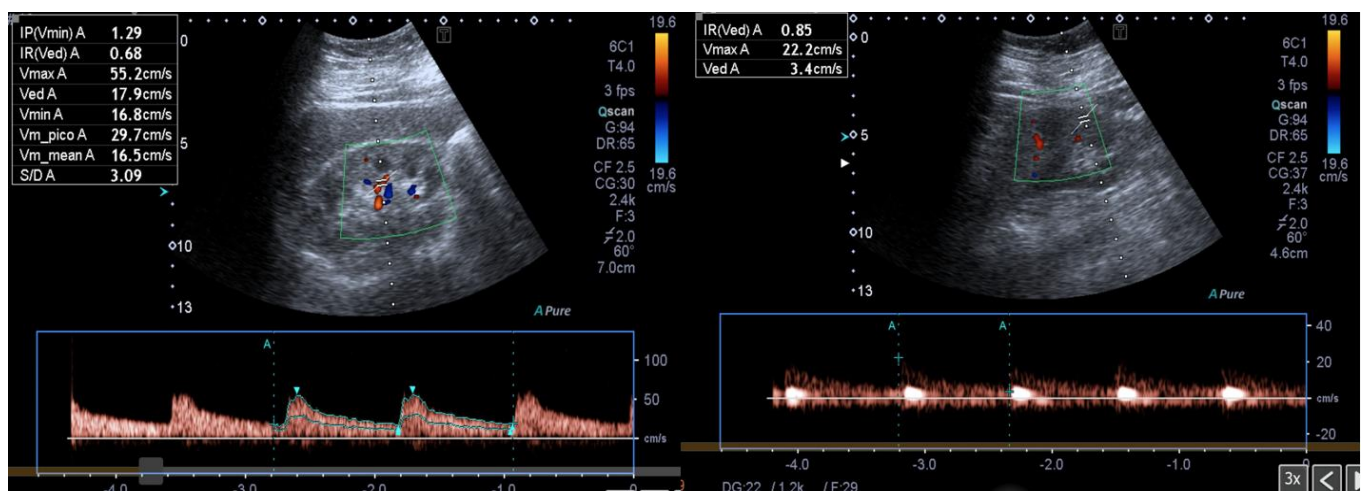 IP(Vmin) A 1.29
IR(Ved) A 0.68
Vmax A 55.2cm/s
Ved A 17.9cm/s
Vmin A 16.8cm/s
Vm_pico A 29.7cm/s
Vm_mean A 16.5cm/s
S/D A 3.09
0
5
10
13
T
19.6
6C1
T4.0
3 fps
Qscan
G:94
DR:65
19.6
cm/s
CF 2.5
CG:30
2.4k
F:3
2.0
60°
7.0cm
A Pure
A
100
50
cm/s
-4.0
-3.0
-2.0
-1.0
0
IR(Ved) A 0.85
Vmax A 22.2cm/s
Ved A 3.4cm/s
0
5
10
13
T
19.6
6C1
T4.0
3 fps
Qscan
G:94
DR:65
19.6
cm/s
CF 2.5
CG:37
2.4k
F:3
2.0
60°
4.6cm
A Pure
A
A
40
20
cm/s
-20
-4.0
-3.0
-2.0
-1.0
0
DG:22 / 1.2k / F:29
3x